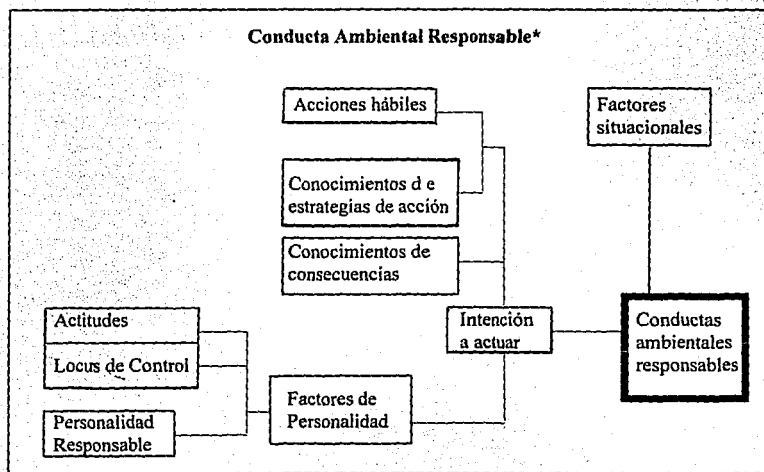 Conducta Ambiental Responsable*
Acciones hábiles
Factores
situacionales
Conocimientos d e
estrategias de acción
Conocimientos de
consecuencias
Actitudes
Locus de Control
Personalidad
Responsable
Factores de
Personalidad
Intención
a actuar
Conductas
ambientales
responsables